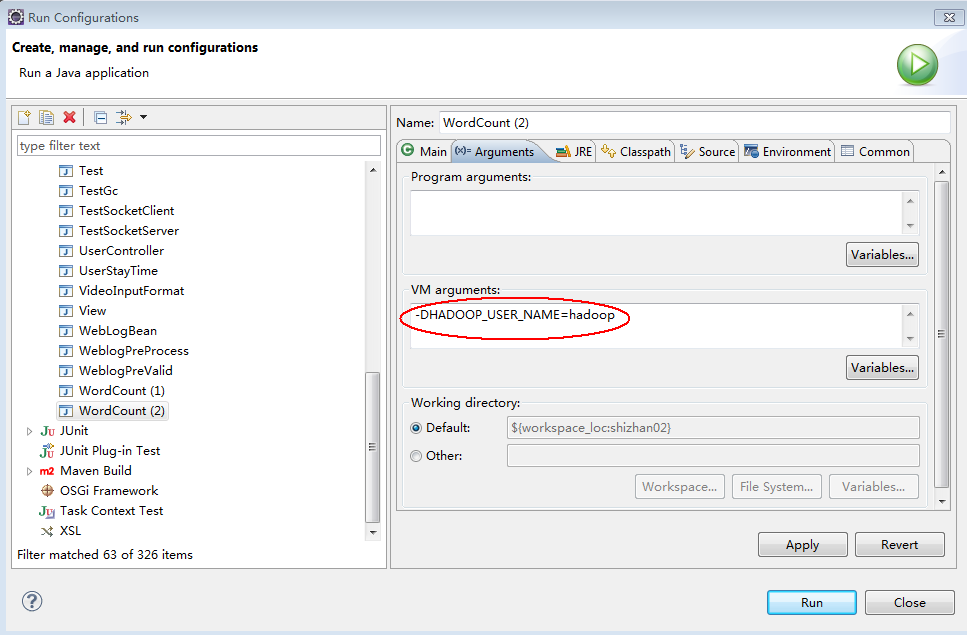 Run Configurations
Create, manage, and run configurations
Run a Java application
type filter text
Test
TestGc
TestSocketClient
TestSocketServer
UserController
UserStayTime
VideoInputFormat
View
WebLogBean
WeblogPreProcess
WeblogPreValid
WordCount (1)
WordCount (2)
JUnit
JUnit Plug-in Test
Maven Build
OSGi Framework
Task Context Test
XSL
Filter matched 63 of 326 items
Name: WordCount (2)
Main (x)= Arguments JRE Classpath Source Environment Common
Program arguments:
Variables...
VM arguments:
-DHADOOP_USER_NAME=hadoop
Variables...
Working directory:
Default: ${workspace_loc:shizhan02}
Other:
Workspace... File System... Variables...
Apply Revert
Run Close